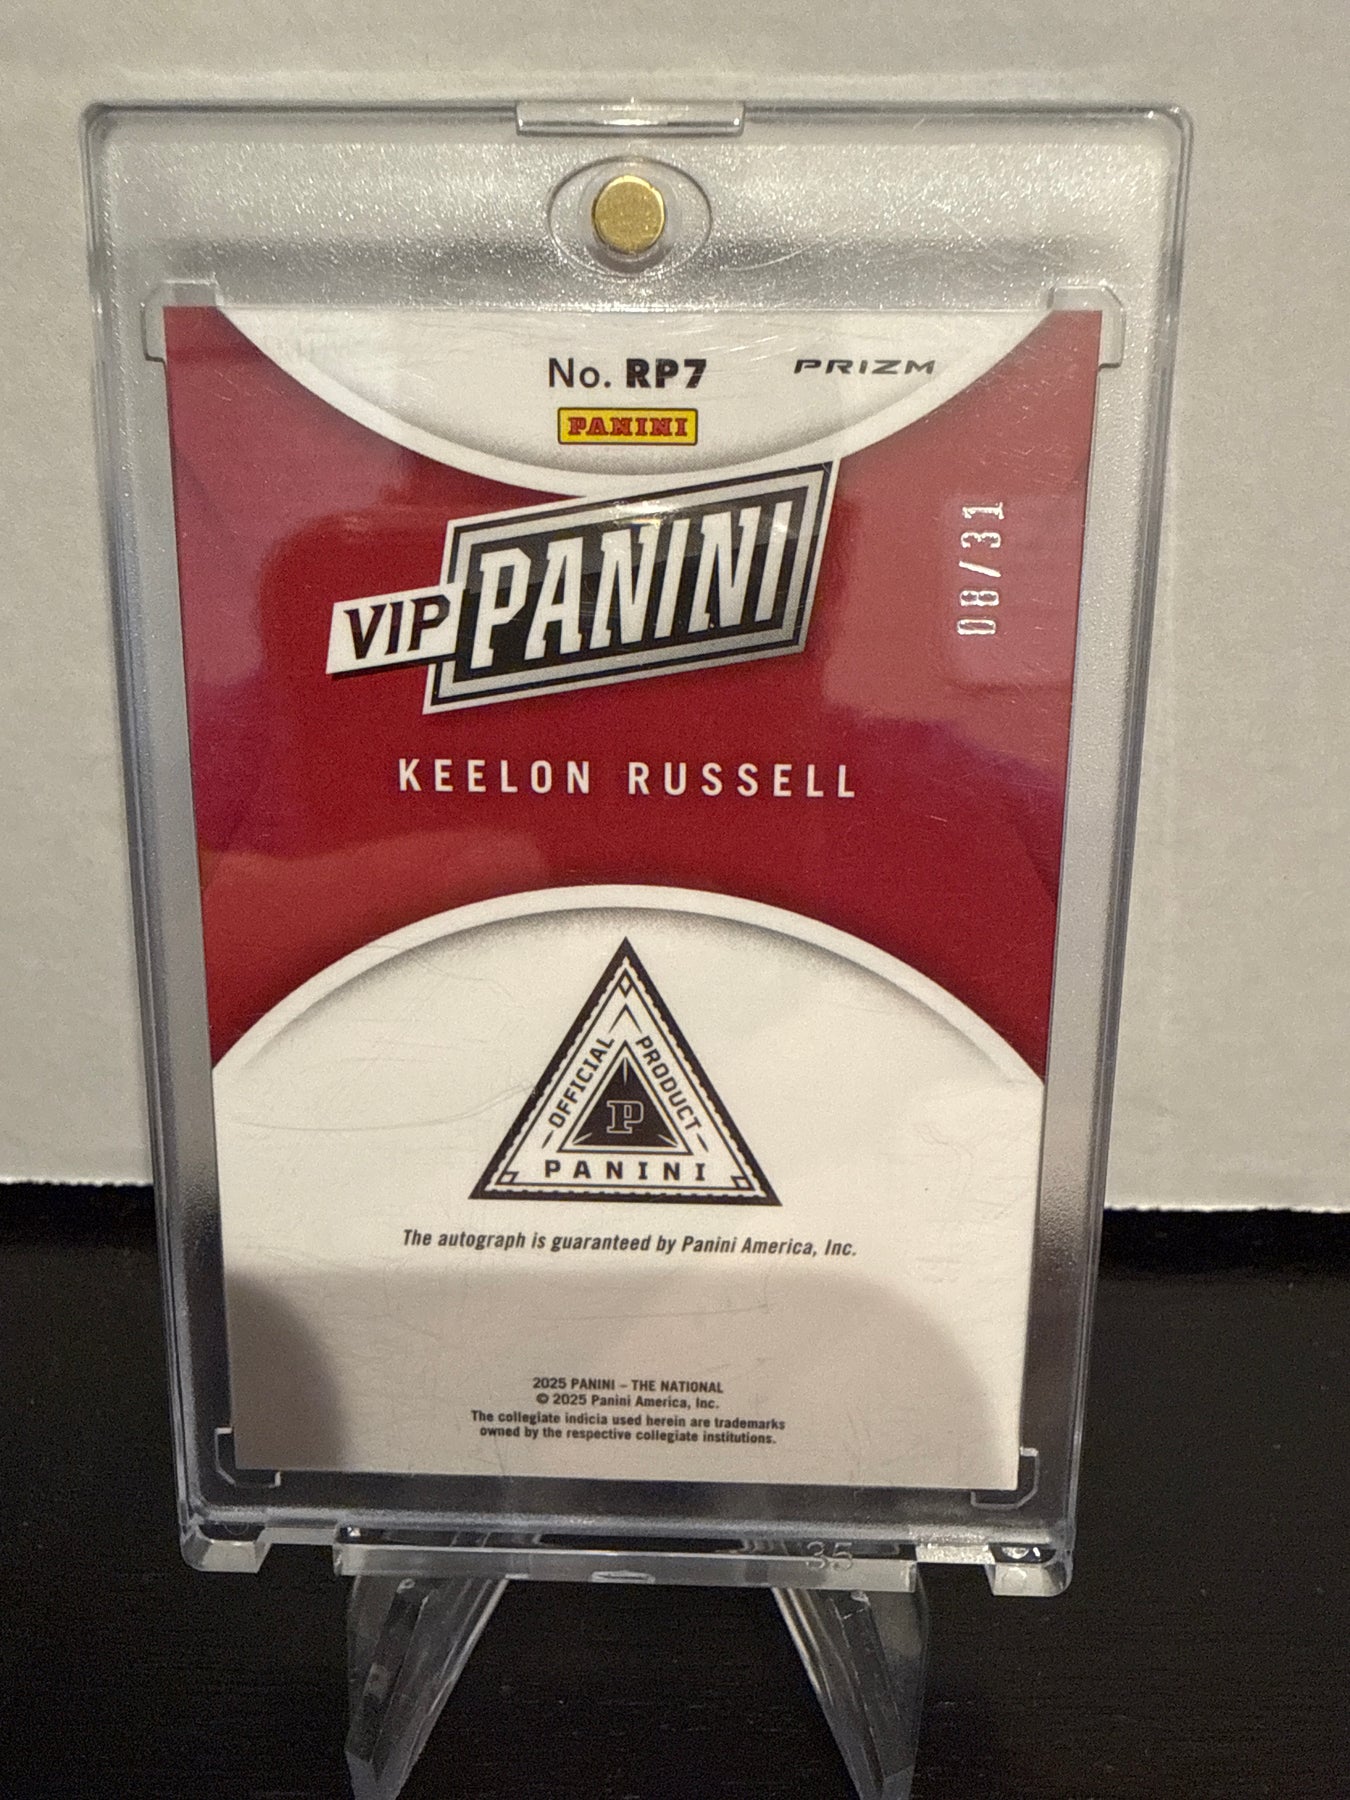 No. RP7
PRIZM
PANINI
08/31
VIP PANINI
KEELON RUSSELL
OFFICIAL PRODUCT
P
PANINI
The autograph is guaranteed by Panini America, Inc.
2025 PANINI – THE NATIONAL
© 2025 Panini America, Inc.
The collegiate indicia used herein are trademarks
owned by the respective collegiate institutions.
35